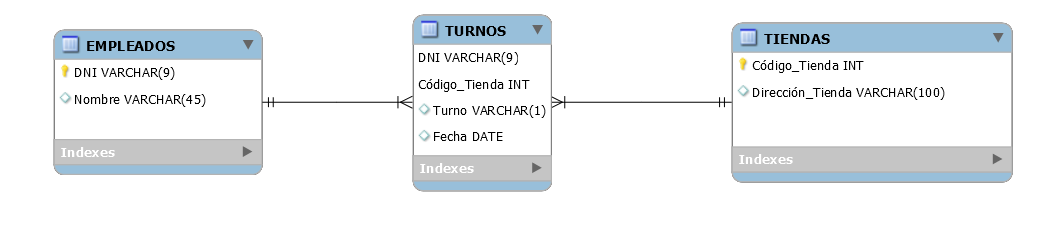 EMPLEADOS
DNI VARCHAR(9)
Nombre VARCHAR(45)
Indexes
TURNOS
DNI VARCHAR(9)
Código_Tienda INT
Turno VARCHAR(1)
Fecha DATE
Indexes
TIENDAS
Código_Tienda INT
Dirección_Tienda VARCHAR(100)
Indexes